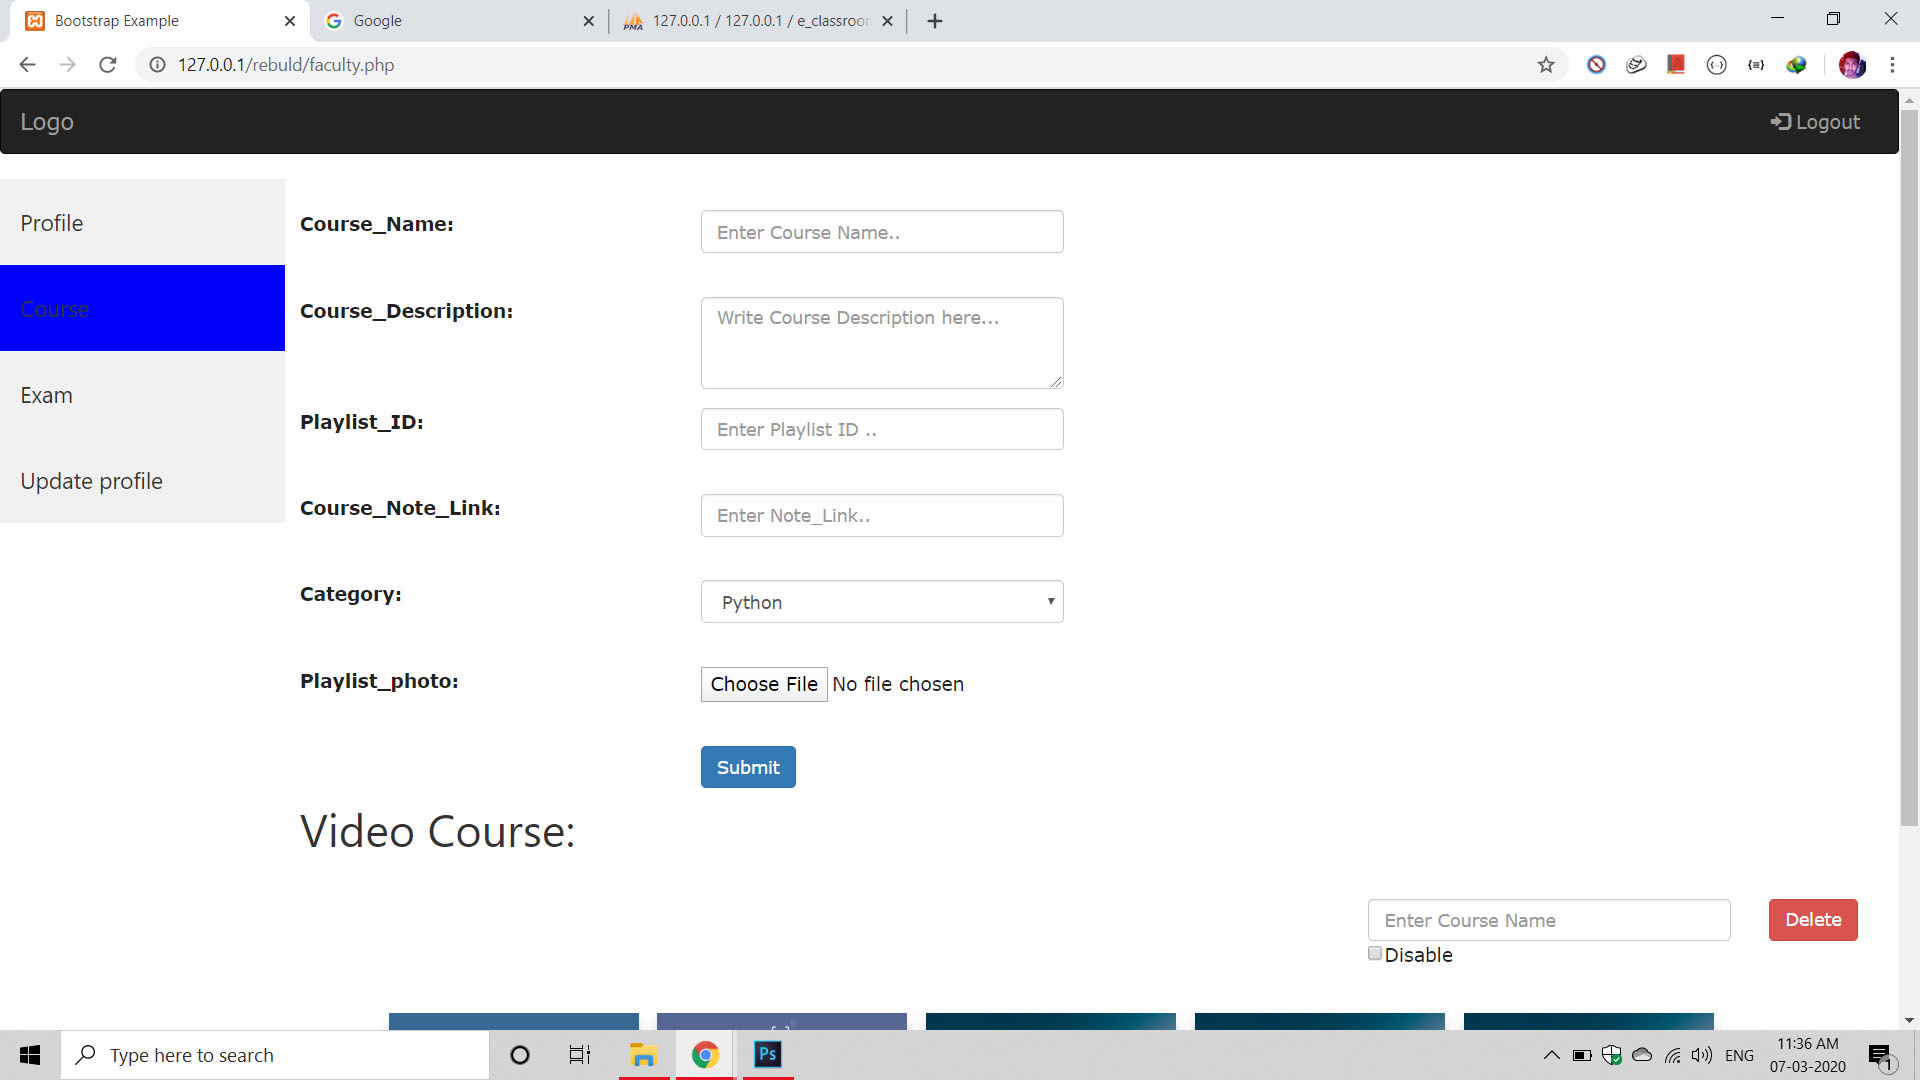 Bootstrap Example
Google
127.0.0.1 / 127.0.0.1 / e_classroom
127.0.0.1/rebuld/faculty.php
Logo
Logout
Profile
Course
Exam
Update profile
Course_Name:
Enter Course Name..
Course_Description:
Write Course Description here...
Playlist_ID:
Enter Playlist ID ..
Course_Note_Link:
Enter Note_Link..
Category:
Python
Playlist_photo:
Choose File No file chosen
Submit
Video Course:
Enter Course Name
Delete
Disable
Type here to search
Ps
ENG
11:36 AM
07-03-2020
1